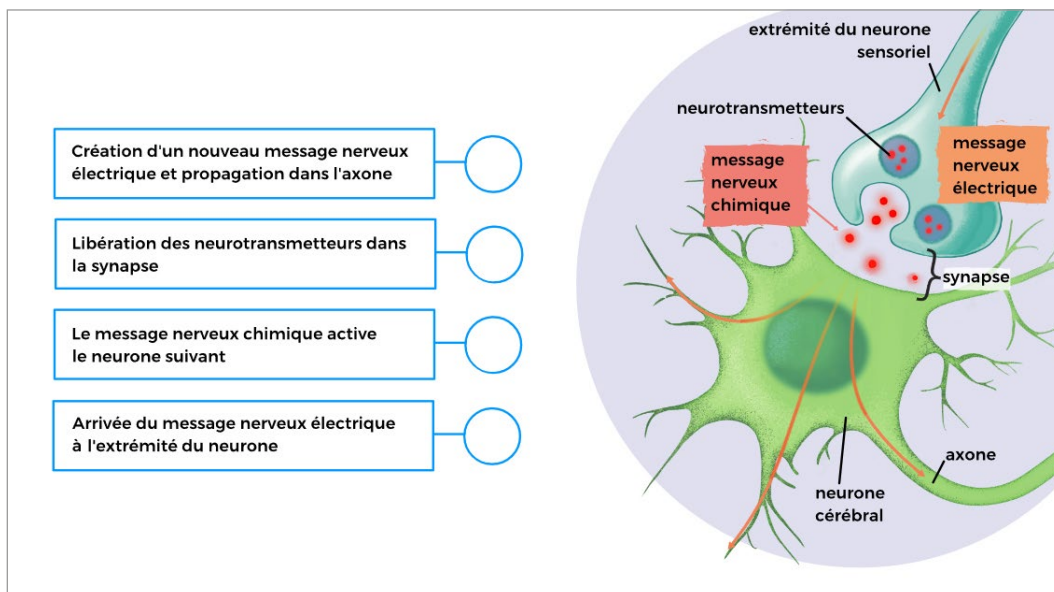 Création d'un nouveau message nerveux
électrique et propagation dans l'axone
Libération des neurotransmetteurs dans
la synapse
Le message nerveux chimique active
le neurone suivant
Arrivée du message nerveux électrique
à l'extrémité du neurone
extrémité du neurone
sensoriel
neurotransmetteurs
message
nerveux
chimique
message
nerveux
électrique
synapse
axone
neurone
cérébral